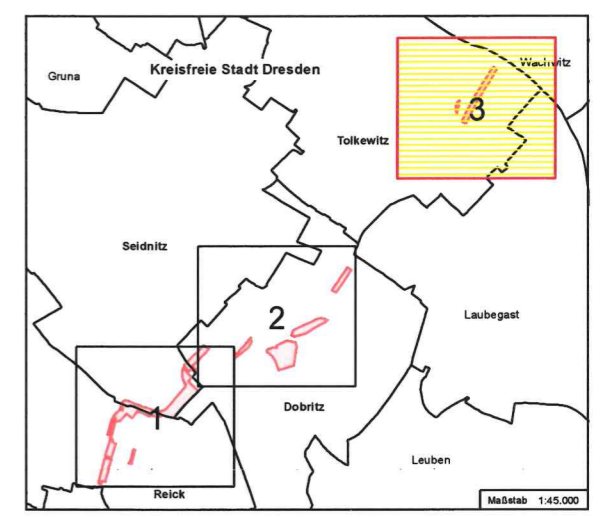 Wachwitz
Gruna
Kreisfreie Stadt Dresden
3
Tolkewitz
Seidnitz
2
Laubegast
1
Dobritz
Leuben
Reick
Maßstab 1:45.000